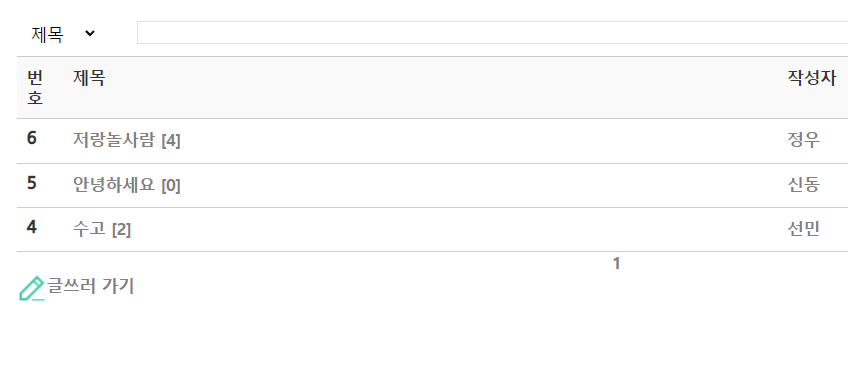 제목
번호 제목 작성자
6 저랑놀사람 [4] 정우
5 안녕하세요 [0] 신동
4 수고 [2] 선민
1
글쓰러 가기